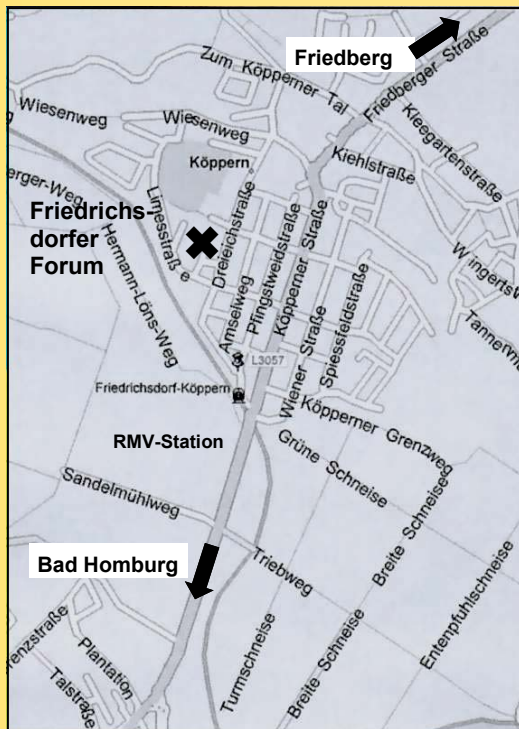 Friedberg
Friedberger Straße
Zum Köpperner Tal
Wiesenweg
Wiesenweg
Kleegartenstraße
Kiehlstraße
Köppern
berger-Weg
Limesstraße
Friedrichs-
dorfer
Forum
Dreieichstraße
Hermann-Löns-Weg
Amselweg
Pfingstweidstraße
Köpperner Straße
Wiener Straße
Spiessfeldstraße
L3057
Friedrichsdorf-Köppern
RMV-Station
Köpperner Grenzweg
Grüne Schneise
Breite Schneise
Sandelmühlweg
Bad Homburg
Triebweg
Turmschneise
Breite Schneise
Entenpfuhlschneise
Plantation
Talstraße